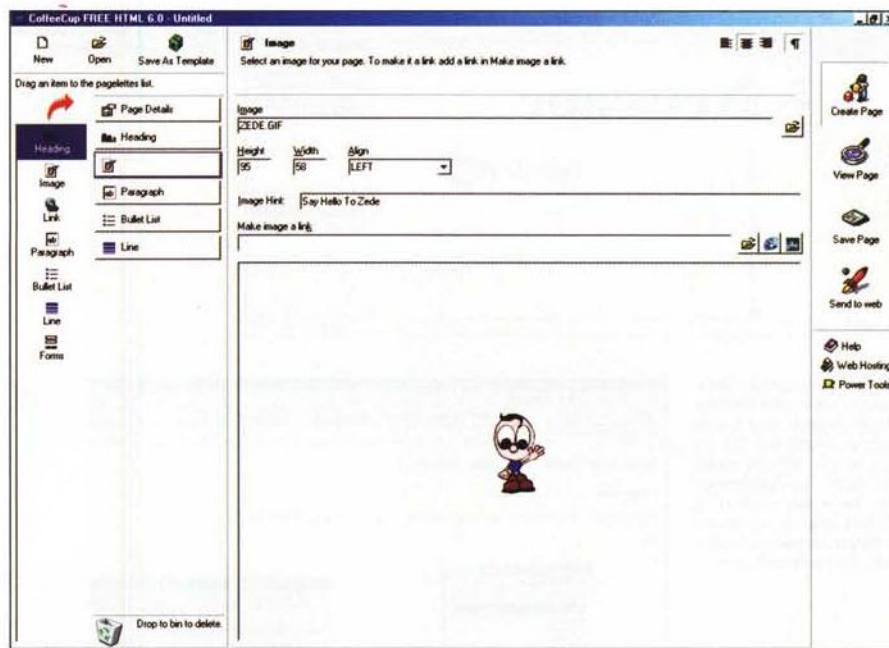 CoffeeCup FREE HTML 6.0 - Untitled
New
Open
Save As Template
Drag an item to the pagelettes list.
Heading
Image
Link
Paragraph
Bullet List
Line
Forms
Page Details
Heading
Paragraph
Bullet List
Line
Drop to bin to delete.
Image
Select an image for your page. To make it a link add a link in Make image a link.
Image
ZEDE.GIF
Height
Width
Align
95
58
LEFT
Image Hint:
Say Hello To Zede
Make image a link:
Create Page
View Page
Save Page
Send to web
Help
Web Hosting
Power Tools